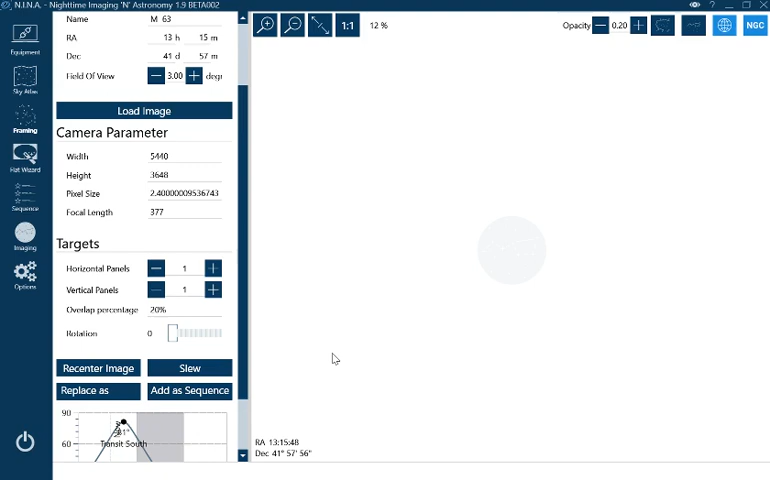 N.I.N.A. - Nighttime Imaging 'N' Astronomy 1.9 BETA002
Equipment
Sky Atlas
Framing
Flat Wizard
Sequence
Imaging
Options
Name M 63
RA 13 h 15 m
Dec 41 d 57 m
Field Of View 3.00 degr
Load Image
Camera Parameter
Width 5440
Height 3648
Pixel Size 2.40000009536743
Focal Length 377
Targets
Horizontal Panels 1
Vertical Panels 1
Overlap percentage 20%
Rotation 0
Recenter Image Slew
Replace as Add as Sequence
90
81°
Transit South
60
1:1 12 %
Opacity 0.20 NGC
RA 13:15:48
Dec 41° 57' 56"